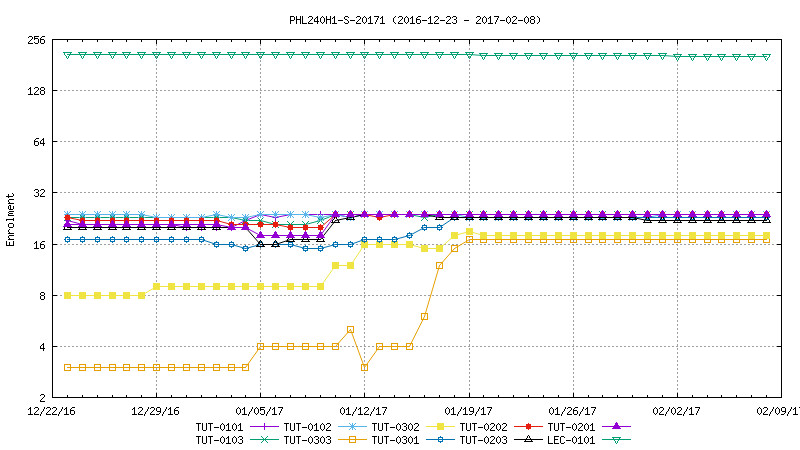 PHL240H1-S-20171 (2016-12-23 - 2017-02-08)
256
128
64
32
16
8
4
2
Enrolment
12/22/16 12/29/16 01/05/17 01/12/17 01/19/17 01/26/17 02/02/17 02/09/17
TUT-0101 TUT-0102 TUT-0302 TUT-0202 TUT-0201
TUT-0103 TUT-0303 TUT-0301 TUT-0203 LEC-0101